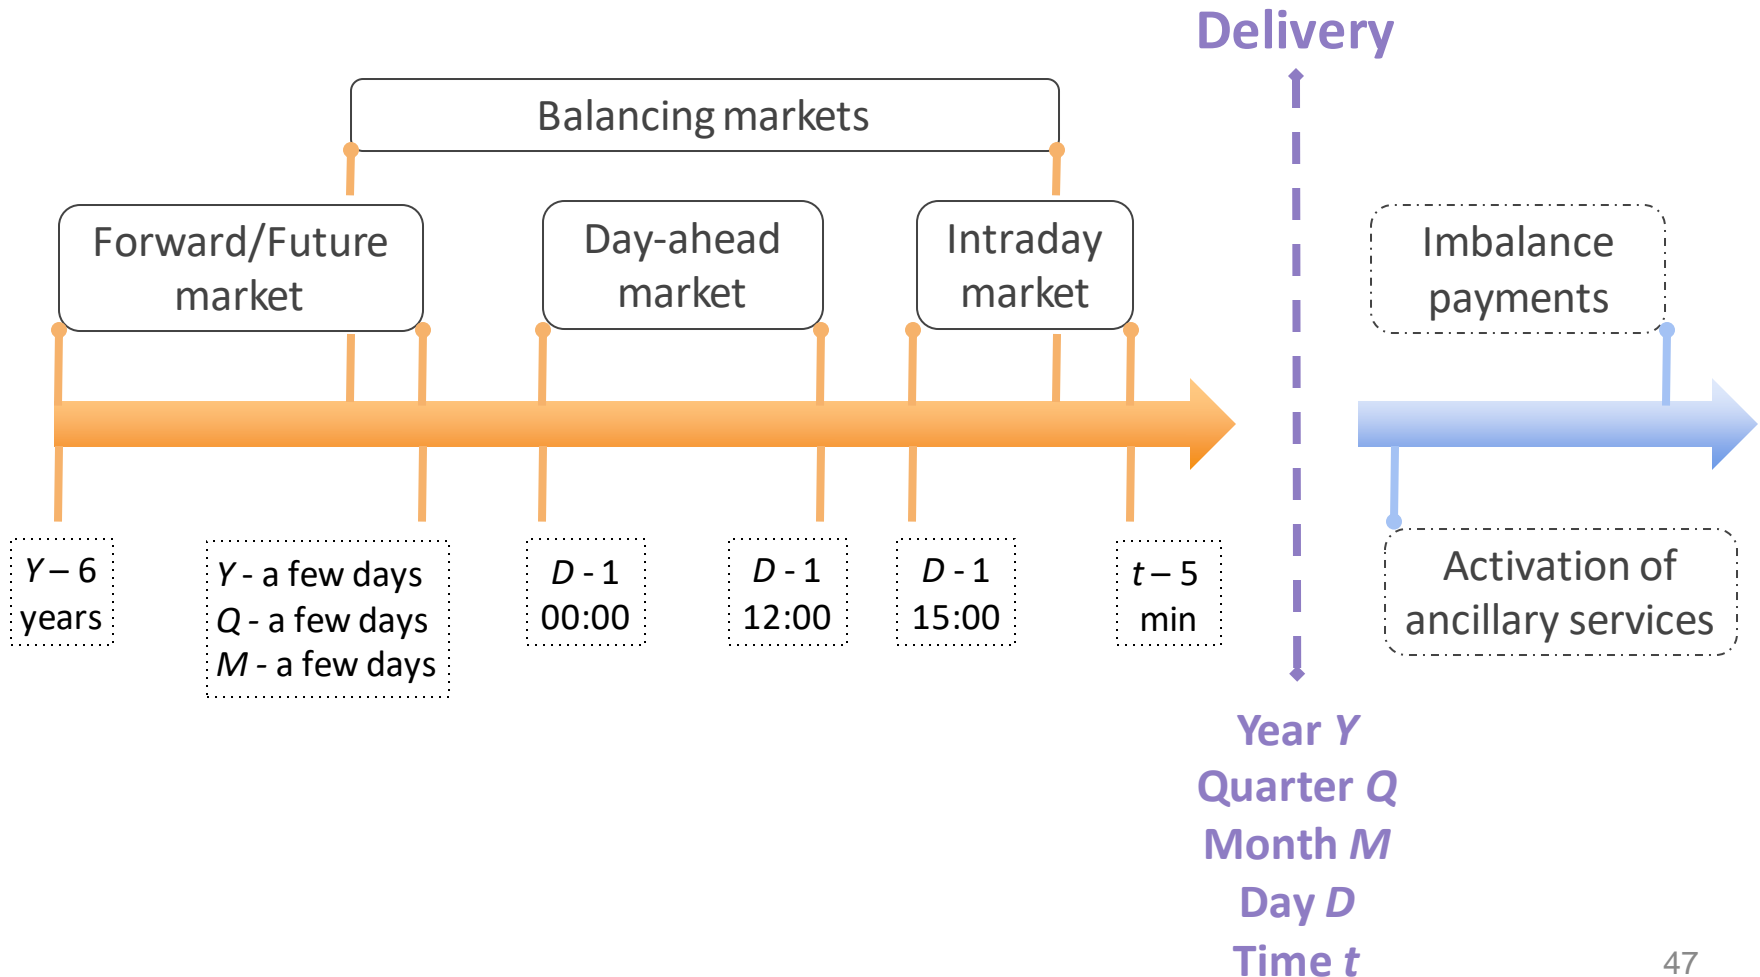 Delivery
Balancing markets
Forward/Future
market
Day-ahead
market
Intraday
market
Imbalance
payments
Y – 6
years
Y - a few days
Q - a few days
M - a few days
D - 1
00:00
D - 1
12:00
D - 1
15:00
t – 5
min
Activation of
ancillary services
Year Y
Quarter Q
Month M
Day D
Time t
47